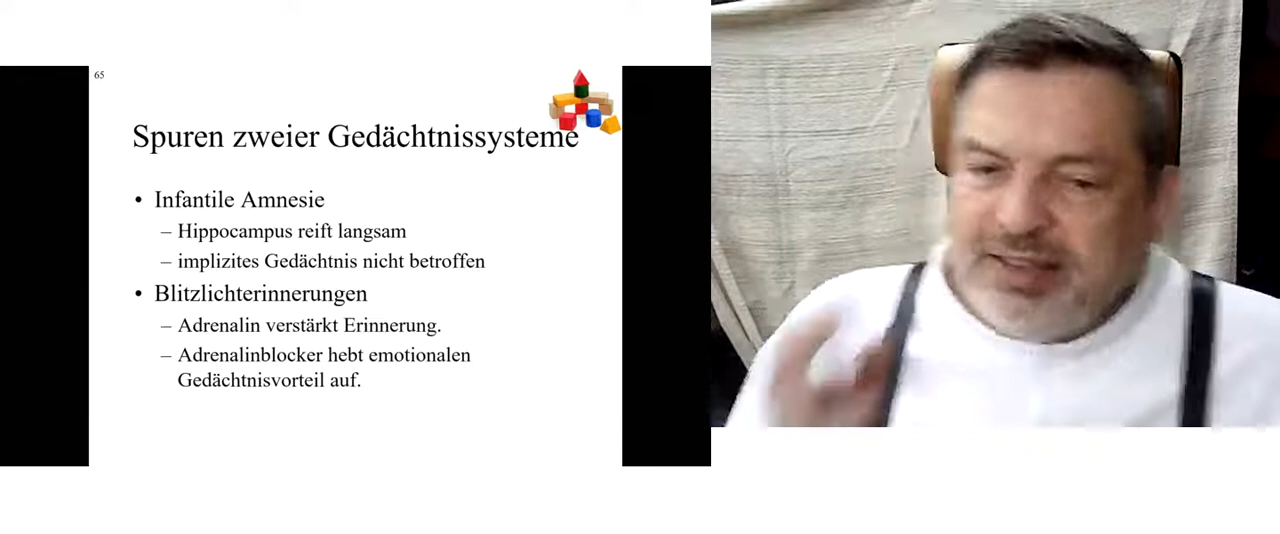 65
Spuren zweier Gedächtnissysteme
• Infantile Amnesie
– Hippocampus reift langsam
– implizites Gedächtnis nicht betroffen
• Blitzlichterinnerungen
– Adrenalin verstärkt Erinnerung.
– Adrenalinblocker hebt emotionalen
Gedächtnisvorteil auf.